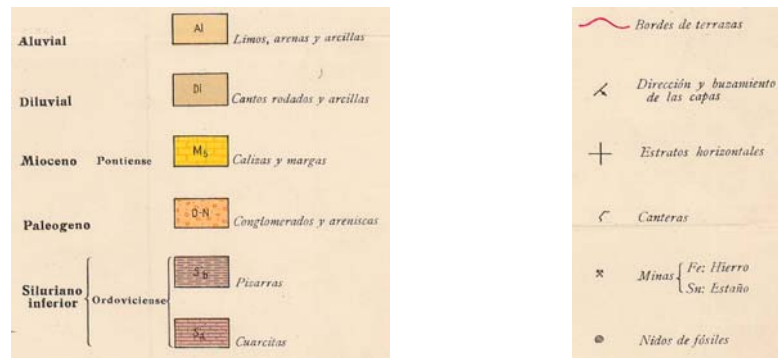 Aluvial Al Limos, arenas y arcillas
Diluvial Dl Cantos rodados y arcillas
Mioceno Pontiense M₅ Calizas y margas
Paleogeno O-N Conglomerados y areniscas
Siluriano inferior Ordoviciense
S_b Pizarras
S_a Cuarcitas
Bordes de terrazas
Dirección y buzamiento
de las capas
Estratos horizontales
Canteras
Minas Fe: Hierro
Sn: Estaño
Nidos de fósiles